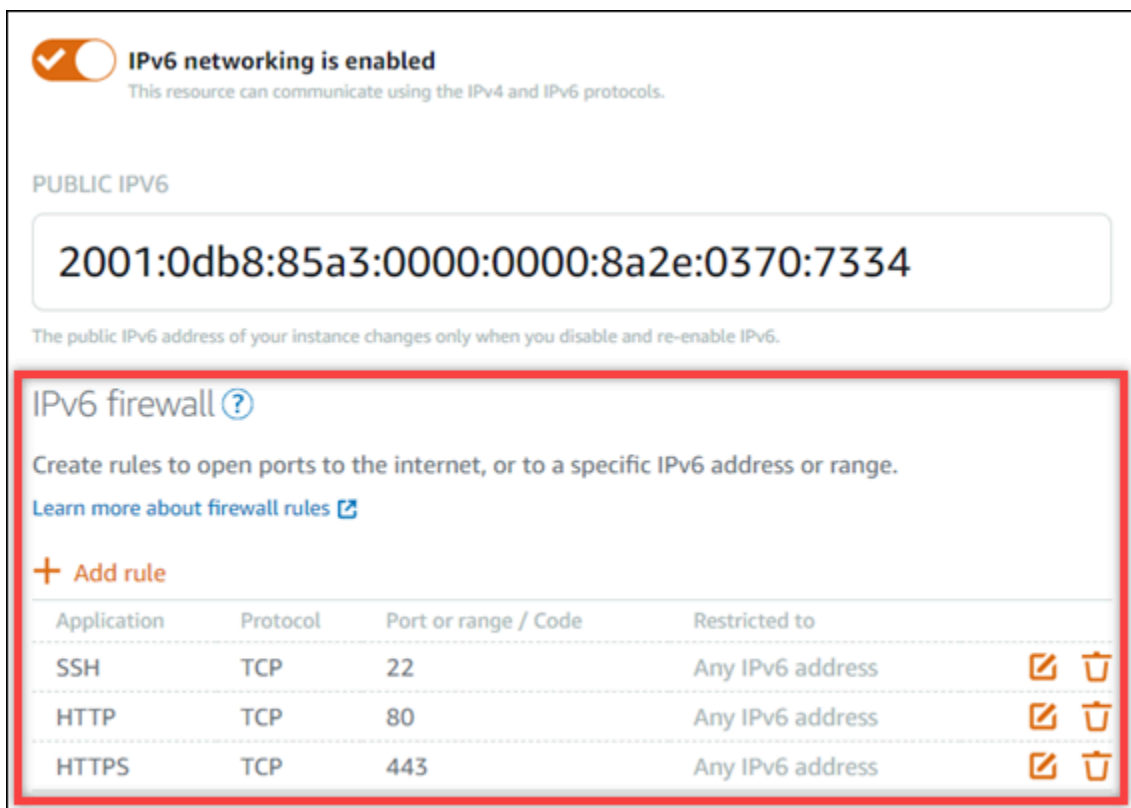 IPv6 networking is enabled
This resource can communicate using the IPv4 and IPv6 protocols.
PUBLIC IPV6
2001:0db8:85a3:0000:0000:8a2e:0370:7334
The public IPv6 address of your instance changes only when you disable and re-enable IPv6.
IPv6 firewall ?
Create rules to open ports to the internet, or to a specific IPv6 address or range.
Learn more about firewall rules
+ Add rule
Application Protocol Port or range / Code Restricted to
SSH TCP 22 Any IPv6 address
HTTP TCP 80 Any IPv6 address
HTTPS TCP 443 Any IPv6 address